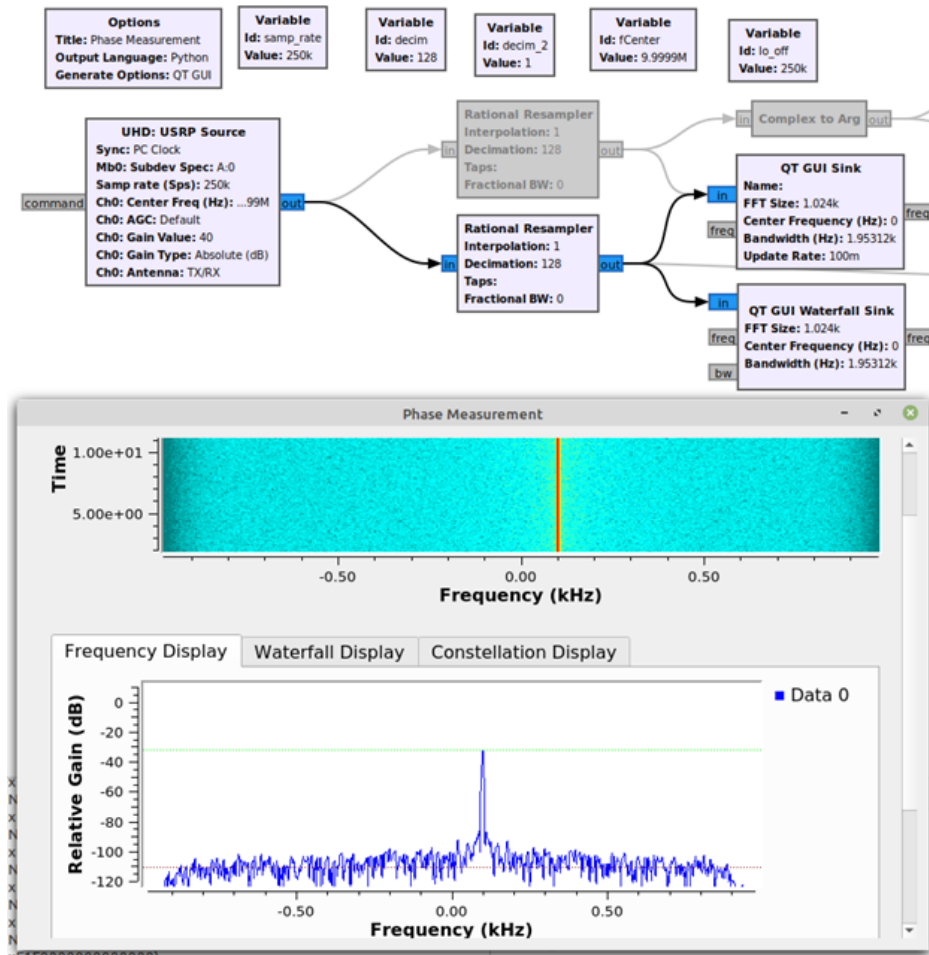 Options
Title: Phase Measurement
Output Language: Python
Generate Options: QT GUI
Variable
Id: samp_rate
Value: 250k
Variable
Id: decim
Value: 128
Variable
Id: decim_2
Value: 1
Variable
Id: fCenter
Value: 9.9999M
Variable
Id: lo_off
Value: 250k
UHD: USRP Source
Sync: PC Clock
Mb0: Subdev Spec: A:0
Samp rate (Sps): 250k
Ch0: Center Freq (Hz): ...99M
Ch0: AGC: Default
Ch0: Gain Value: 40
Ch0: Gain Type: Absolute (dB)
Ch0: Antenna: TX/RX
command
out
in
Rational Resampler
Interpolation: 1
Decimation: 128
Taps:
Fractional BW: 0
out
in
Complex to Arg
out
in
Rational Resampler
Interpolation: 1
Decimation: 128
Taps:
Fractional BW: 0
out
in
freq
QT GUI Sink
Name:
FFT Size: 1.024k
Center Frequency (Hz): 0
Bandwidth (Hz): 1.95312k
Update Rate: 100m
freq
in
freq
bw
QT GUI Waterfall Sink
FFT Size: 1.024k
Center Frequency (Hz): 0
Bandwidth (Hz): 1.95312k
freq
Phase Measurement
Time
1.00e+01
5.00e+00
-0.50 0.00 0.50
Frequency (kHz)
Frequency Display
Waterfall Display
Constellation Display
Relative Gain (dB)
0
-20
-40
-60
-80
-100
-120
Data 0
-0.50 0.00 0.50
Frequency (kHz)
x
N
x
N
x
N
x
N
x
N